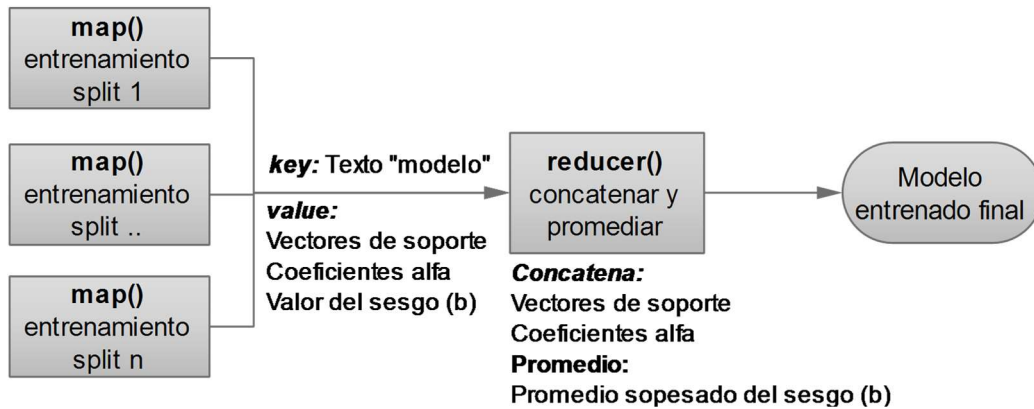 map()
entrenamiento
split 1
map()
entrenamiento
split ..
map()
entrenamiento
split n
key: Texto "modelo"
value:
Vectores de soporte
Coeficientes alfa
Valor del sesgo (b)
reducer()
concatenar y
promediar
Concatena:
Vectores de soporte
Coeficientes alfa
Promedio:
Promedio sopesado del sesgo (b)
Modelo
entrenado final